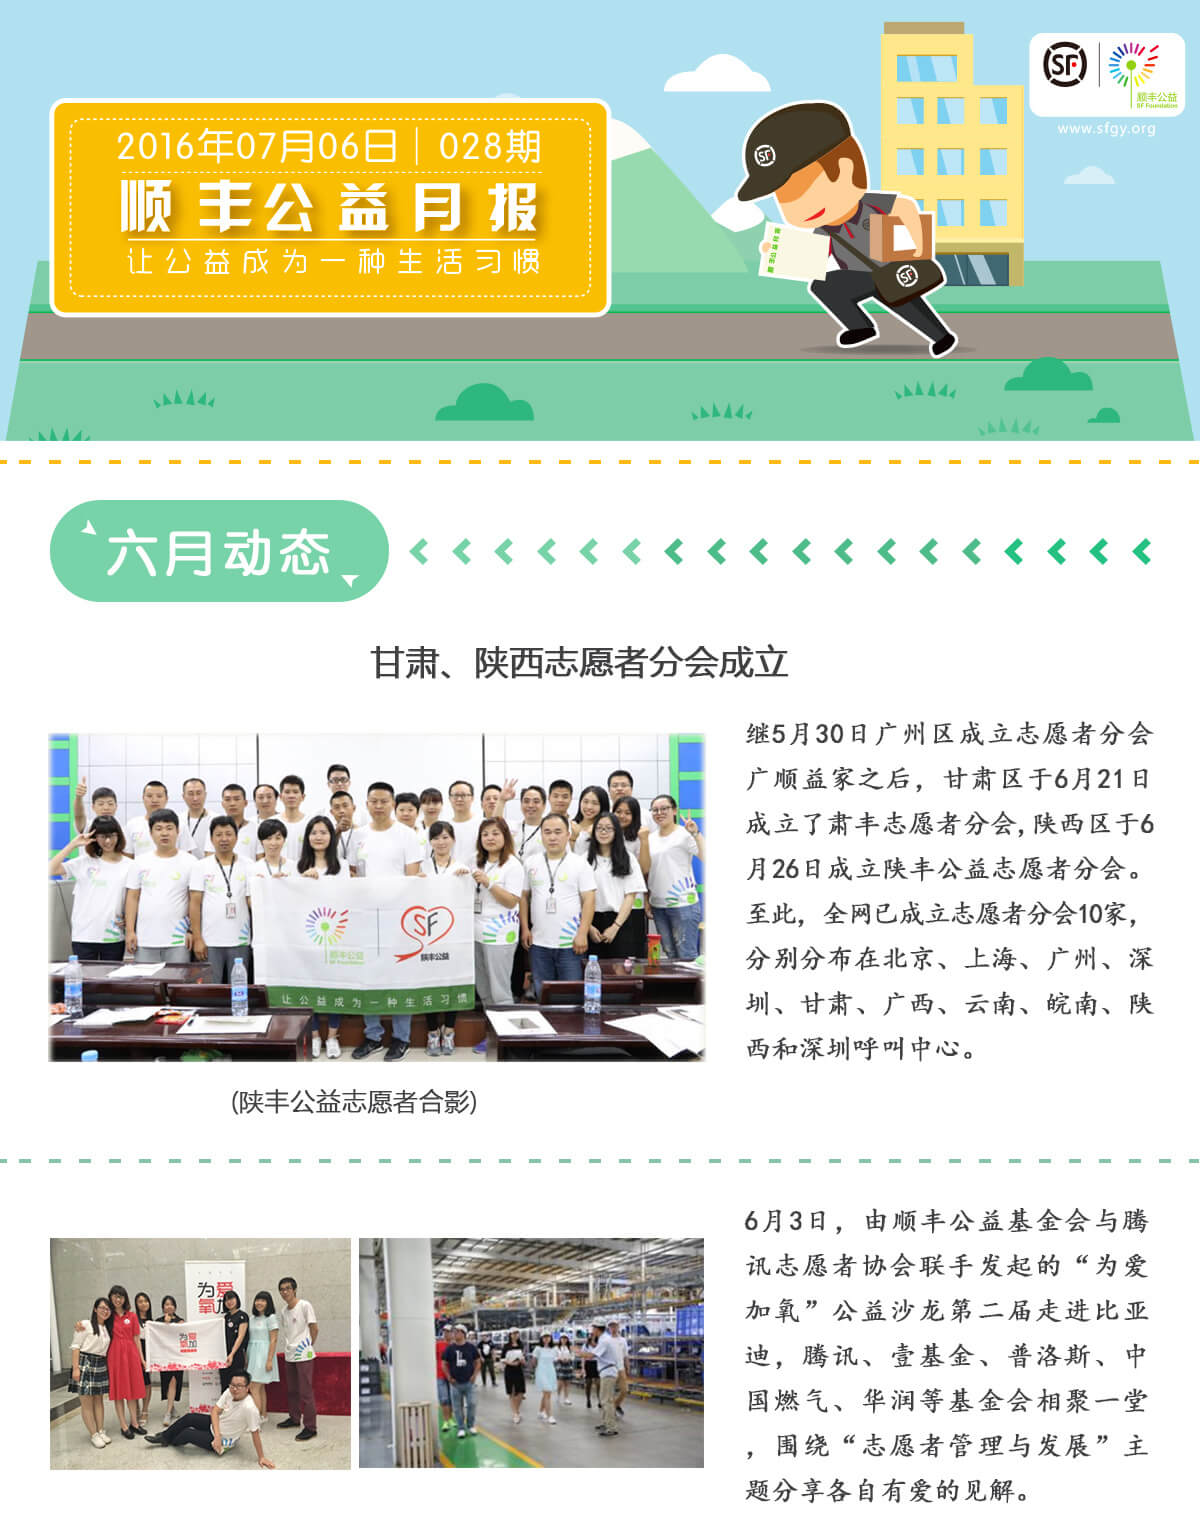 SF
顺丰公益
SF Foundation
www.sfgy.org
2016年07月06日｜028期
顺丰公益月报
让公益成为一种生活习惯
SF
SF
六月动态
甘肃、陕西志愿者分会成立
继5月30日广州区成立志愿者分会
广顺益家之后，甘肃区于6月21日
成立了肃丰志愿者分会,陕西区于6
月26日成立陕丰公益志愿者分会。
至此，全网已成立志愿者分会10家，
分别分布在北京、上海、广州、深
圳、甘肃、广西、云南、皖南、陕
西和深圳呼叫中心。
顺丰公益
SF Foundation
SF
陕丰公益
让公益成为一种生活习惯
(陕丰公益志愿者合影)
为爱
氧加
为爱
氧加
6月3日，由顺丰公益基金会与腾
讯志愿者协会联手发起的“为爱
加氧”公益沙龙第二届走进比亚
迪，腾讯、壹基金、普洛斯、中
国燃气、华润等基金会相聚一堂
，围绕“志愿者管理与发展”主
题分享各自有爱的见解。